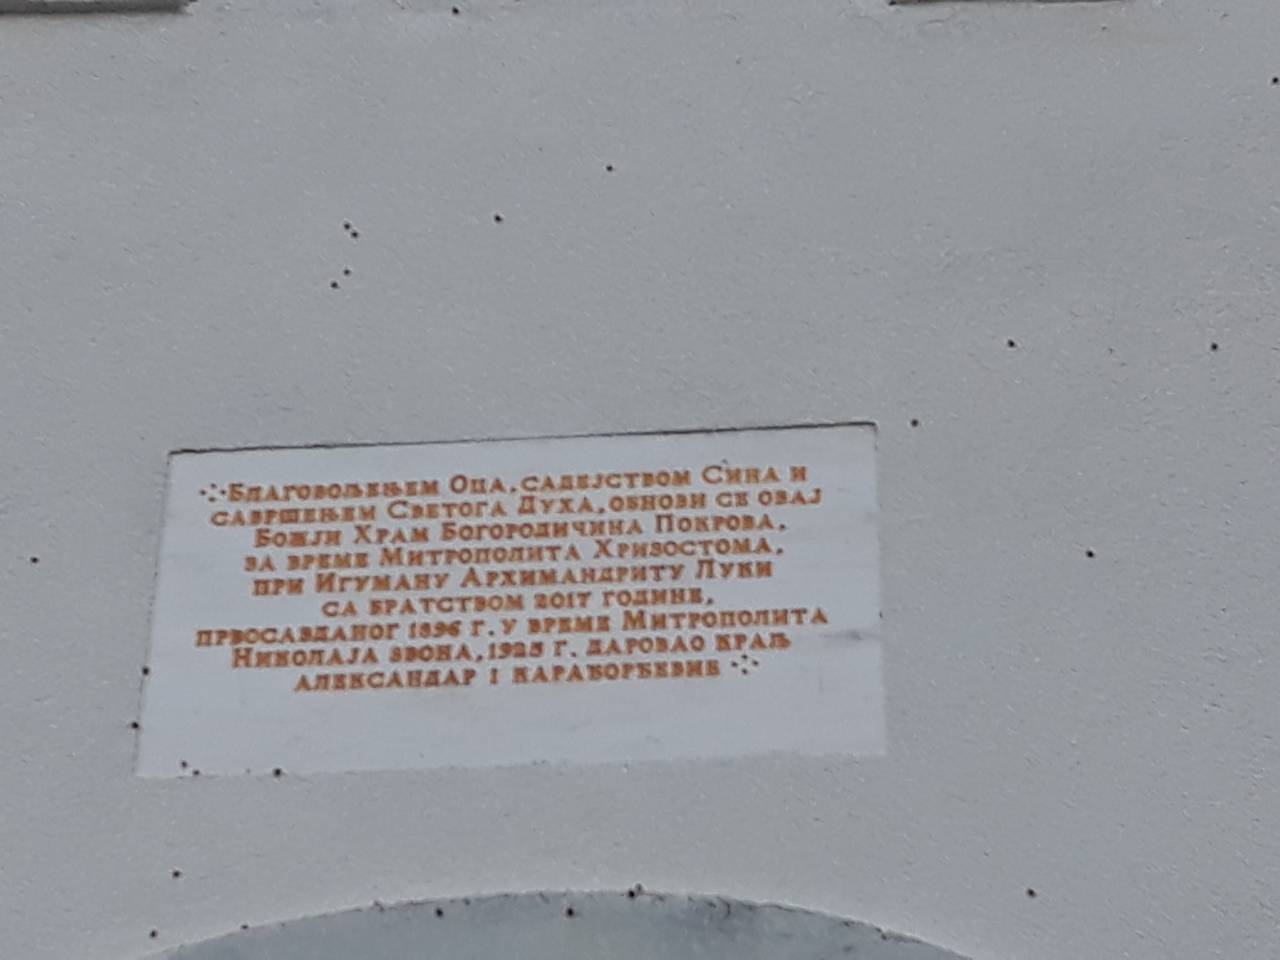 Благовољењем Оца, садејством Сина и
савршењем Светога Духа, обнови се овај
Божји Храм Богородичина Покрова,
за време Митрополита Хризостома,
при Игуману Архимандриту Луки
са братством 2017 године,
првосазданог 1896 г. у време Митрополита
Николаја звона, 1925 г. даровао краљ
Александар I Карађорђевић